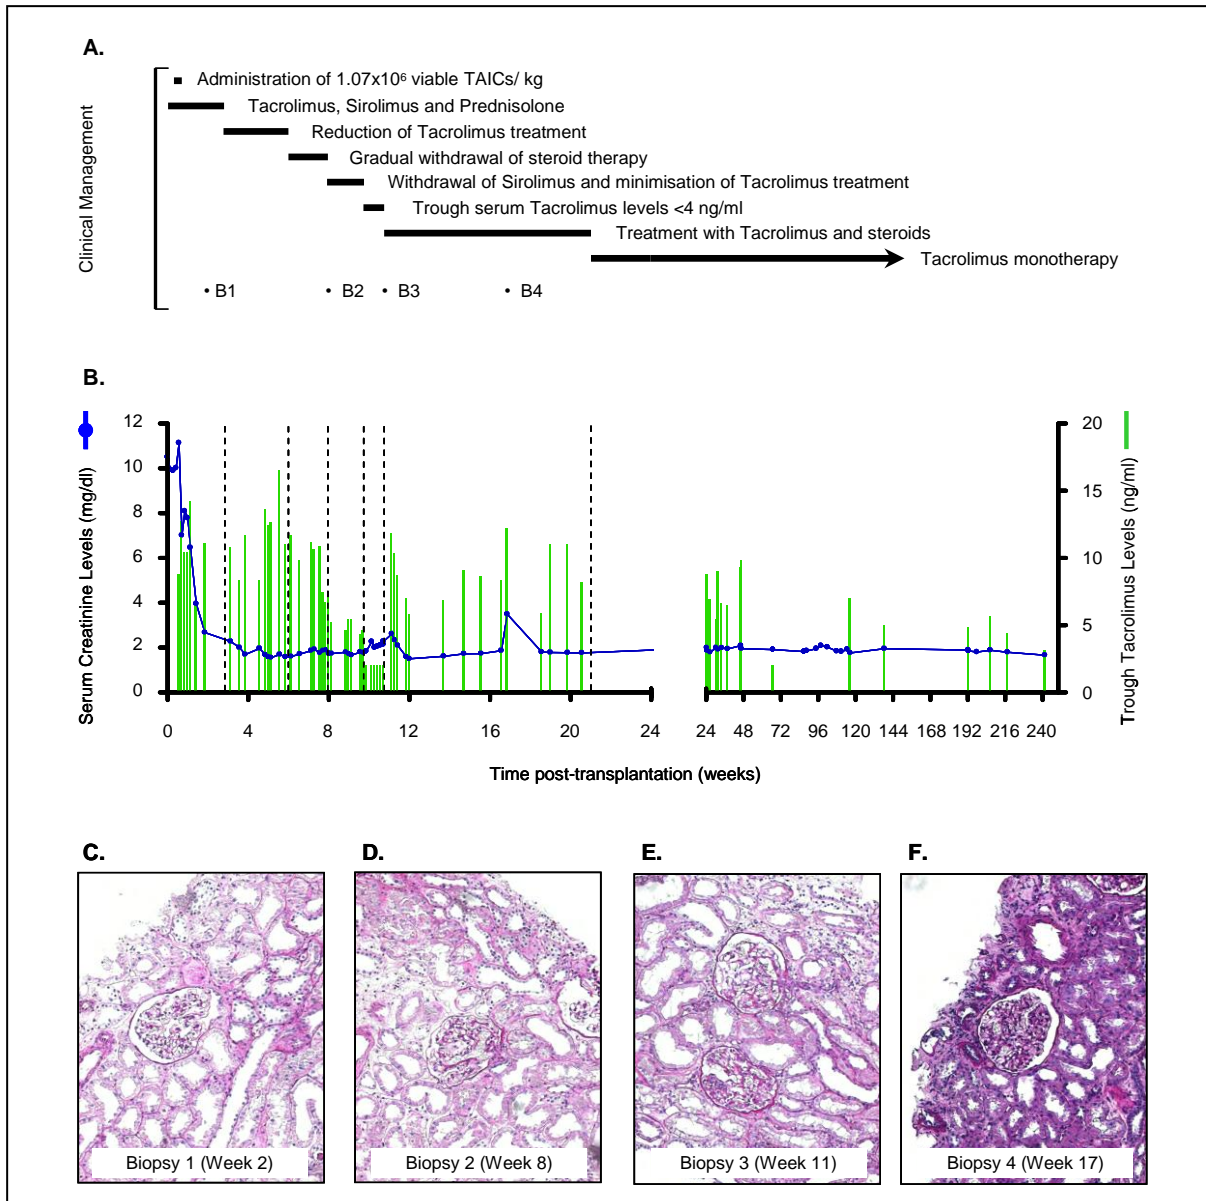 A.
Clinical Management
Administration of 1.07x10⁶ viable TAICs/ kg
Tacrolimus, Sirolimus and Prednisolone
Reduction of Tacrolimus treatment
Gradual withdrawal of steroid therapy
Withdrawal of Sirolimus and minimisation of Tacrolimus treatment
Trough serum Tacrolimus levels <4 ng/ml
Treatment with Tacrolimus and steroids
Tacrolimus monotherapy
• B1 • B2 • B3 • B4
B.
Serum Creatinine Levels (mg/dl)
12
10
8
6
4
2
0
Trough Tacrolimus Levels (ng/ml)
20
15
10
5
0
0 4 8 12 16 20 24 24 48 72 96 120 144 168 192 216 240
Time post-transplantation (weeks)
C. D. E. F.
Biopsy 1 (Week 2)
Biopsy 2 (Week 8)
Biopsy 3 (Week 11)
Biopsy 4 (Week 17)